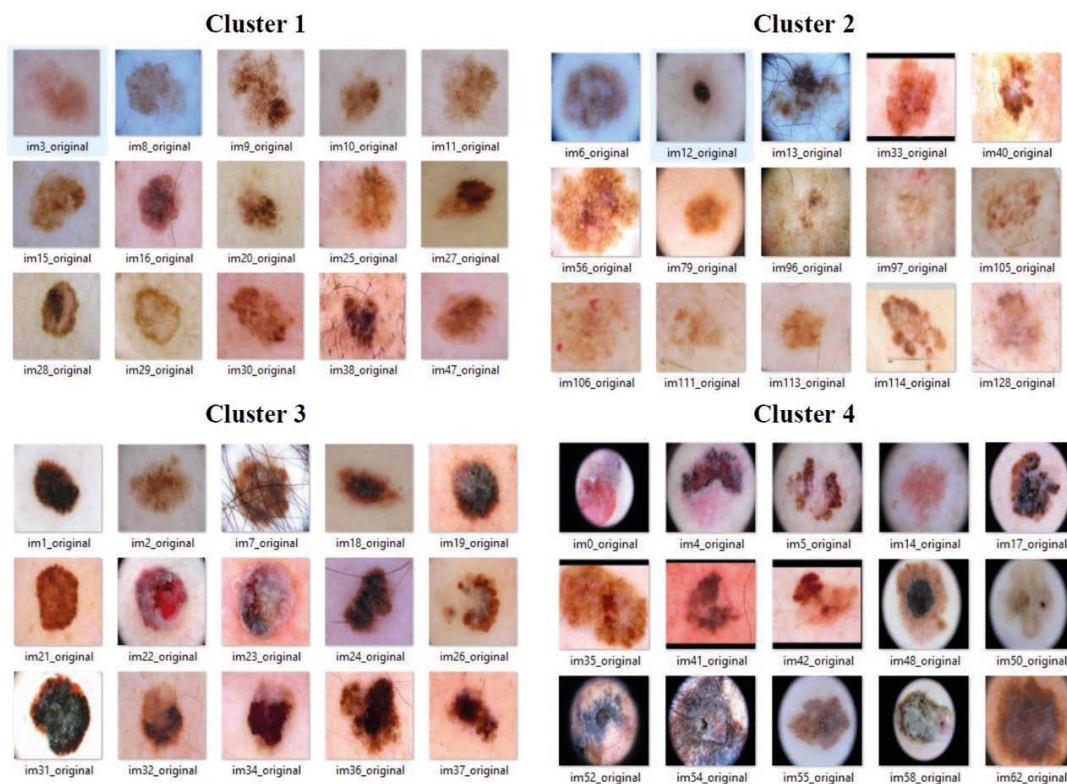 Cluster 1
im3_original im8_original im9_original im10_original im11_original
im15_original im16_original im20_original im25_original im27_original
im28_original im29_original im30_original im38_original im47_original
Cluster 2
im6_original im12_original im13_original im33_original im40_original
im56_original im79_original im96_original im97_original im105_original
im106_original im111_original im113_original im114_original im128_original
Cluster 3
im1_original im2_original im7_original im18_original im19_original
im21_original im22_original im23_original im24_original im26_original
im31_original im32_original im34_original im36_original im37_original
Cluster 4
im0_original im4_original im5_original im14_original im17_original
im35_original im41_original im42_original im48_original im50_original
im52_original im54_original im55_original im58_original im62_original